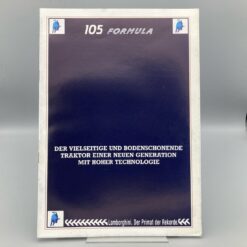 105 FORMULA
DER VIELSEITIGE UND BODENSCHONENDE
TRAKTOR EINER NEUEN GENERATION
MIT HOHER TECHNOLOGIE
Lamborghini. Der Primat der Rekorde